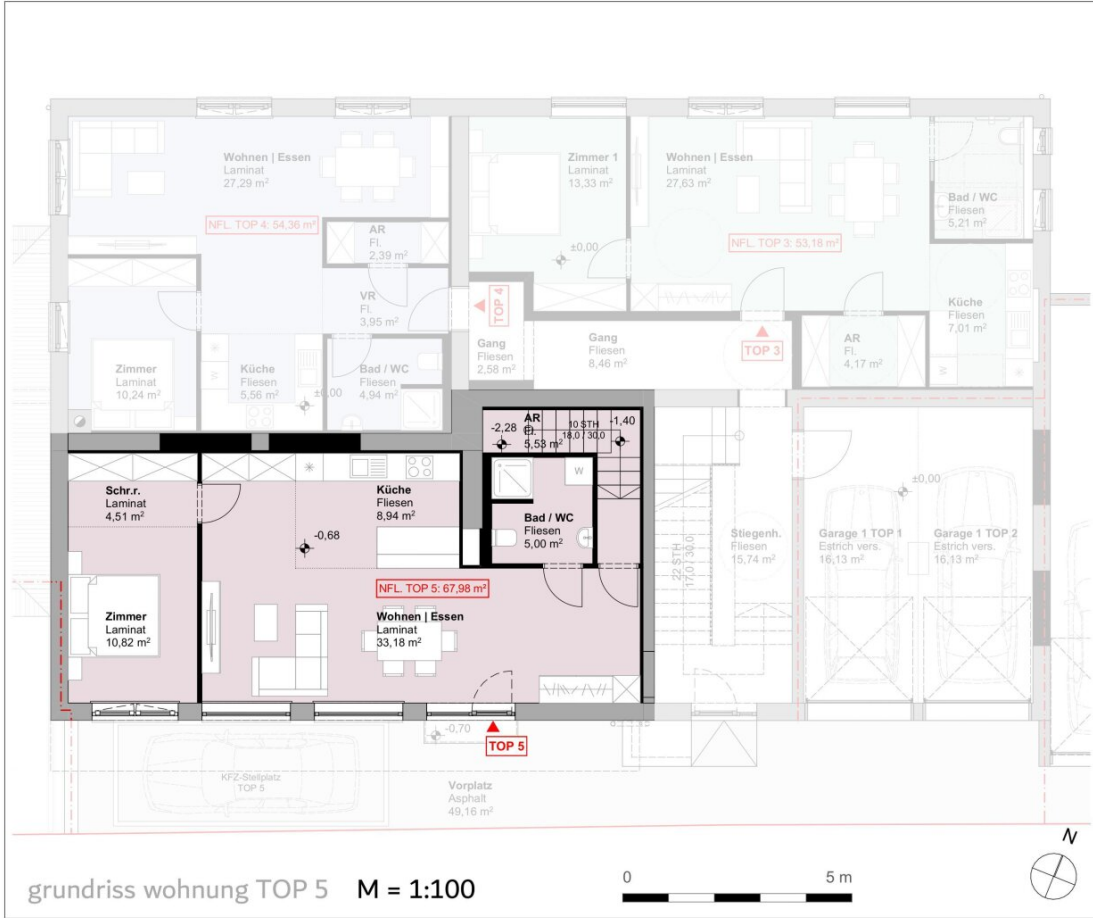 Wohnen | Essen
Laminat
27,29 m²
NFL. TOP 4: 54,36 m²
AR
Fl.
2,39 m²
VR
Fl.
3,95 m²
TOP 4
Zimmer
Laminat
10,24 m²
W
Küche
Fliesen
5,56 m²
±0,00
Bad / WC
Fliesen
4,94 m²
Zimmer 1
Laminat
13,33 m²
±0,00
Wohnen | Essen
Laminat
27,63 m²
NFL. TOP 3: 53,18 m²
Bad / WC
Fliesen
5,21 m²
Küche
Fliesen
7,01 m²
W
Gang
Fliesen
2,58 m²
Gang
Fliesen
8,46 m²
TOP 3
AR
Fl.
4,17 m²
AR
-2,28
5,53 m²
10 STH
18,0 / 30,0
-1,40
Schr.r.
Laminat
4,51 m²
Küche
Fliesen
8,94 m²
-0,68
W
Bad / WC
Fliesen
5,00 m²
NFL. TOP 5: 67,98 m²
Zimmer
Laminat
10,82 m²
Wohnen | Essen
Laminat
33,18 m²
22 STH
17,0 / 30,0
Stiegenh.
Fliesen
15,74 m²
±0,00
Garage 1 TOP 1
Estrich vers.
16,13 m²
Garage 1 TOP 2
Estrich vers.
16,13 m²
-0,70
TOP 5
KFZ-Stellplatz
TOP 5
Vorplatz
Asphalt
49,16 m²
N
grundriss wohnung TOP 5 M = 1:100
0 5 m